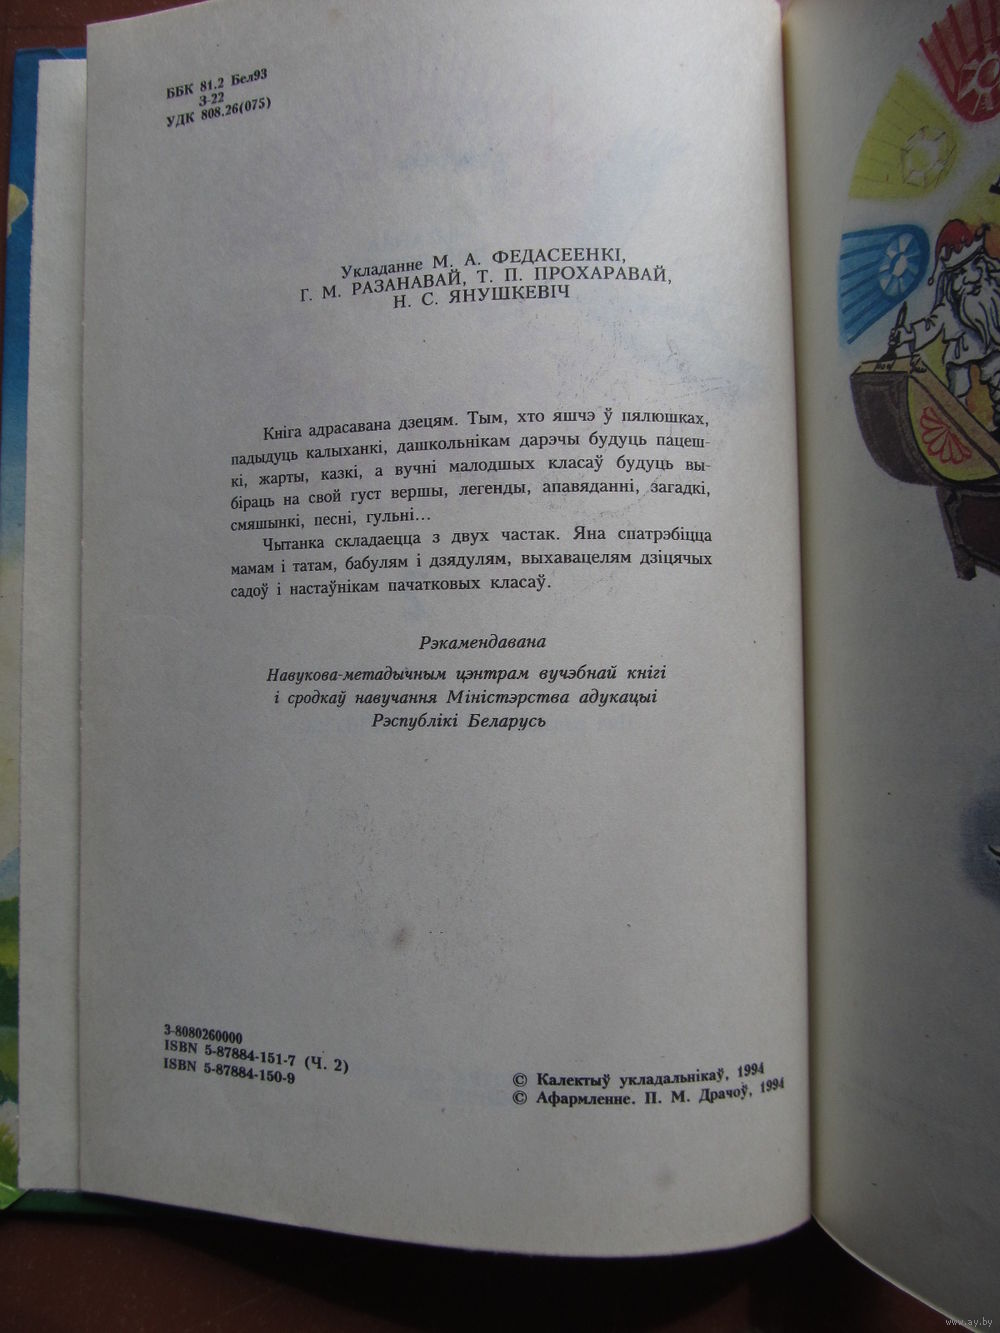 ББК 81.2 Бел93
З-22
УДК 808.26(075)
Укладанне М. А. ФЕДАСЕЕНКІ,
Г. М. РАЗАНАВАЙ, Т. П. ПРОХАРАВАЙ,
Н. С. ЯНУШКЕВІЧ
Кніга адрасавана дзецям. Тым, хто яшчэ ў пялюшках,
падыдуць калыханкі, дашкольнікам дарэчы будуць пацеш-
кі, жарты, казкі, а вучні малодшых класаў будуць вы-
біраць на свой густ вершы, легенды, апавяданні, загадкі,
смяшынкі, песні, гульні...
Чытанка складаецца з двух частак. Яна спатрэбіцца
мамам і татам, бабулям і дзядулям, выхавацелям дзіцячых
садоў і настаўнікам пачатковых класаў.
Рэкамендавана
Навукова-метадычным цэнтрам вучэбнай кнігі
і сродкаў навучання Міністэрства адукацыі
Рэспублікі Беларусь
З-8080260000
ISBN 5-87884-151-7 (Ч. 2)
ISBN 5-87884-150-9
© Калектыў укладальнікаў, 1994
© Афармленне. П. М. Драчоў, 1994
www.ay.by